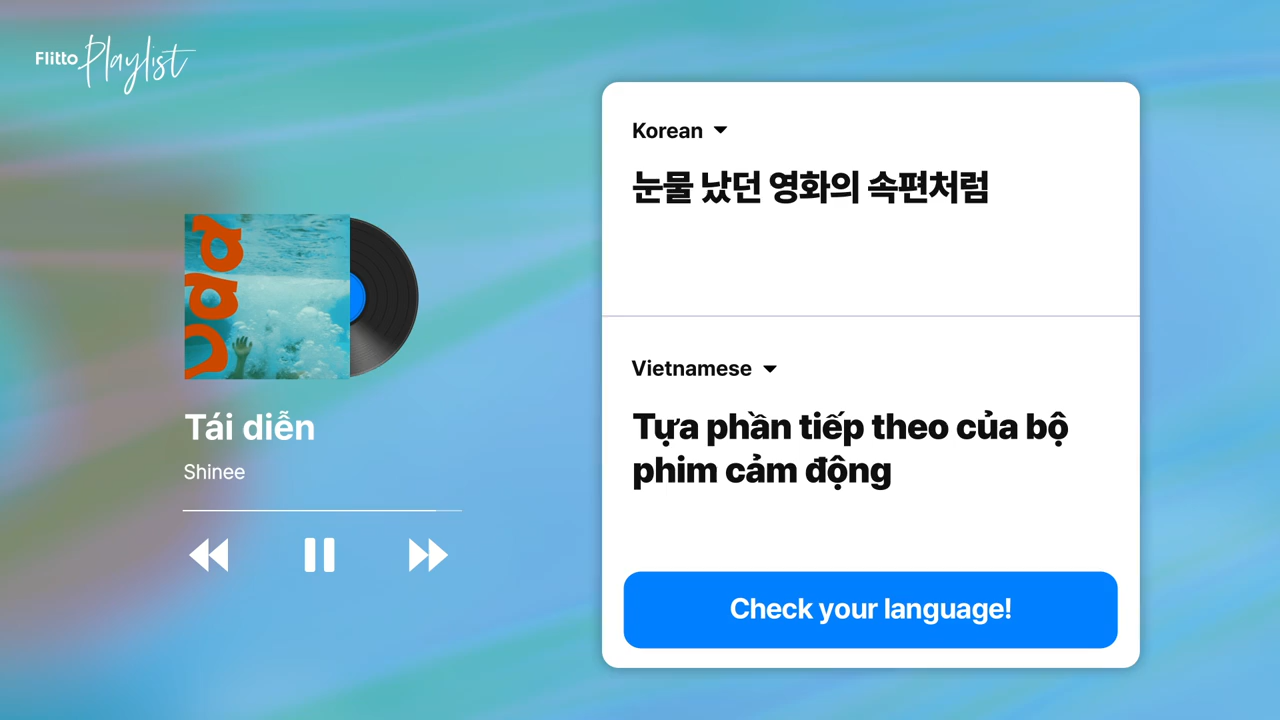 Flitto Playlist
odd
Tái diễn
Shinee
Korean
눈물 났던 영화의 속편처럼
Vietnamese
Tựa phần tiếp theo của bộ
phim cảm động
Check your language!